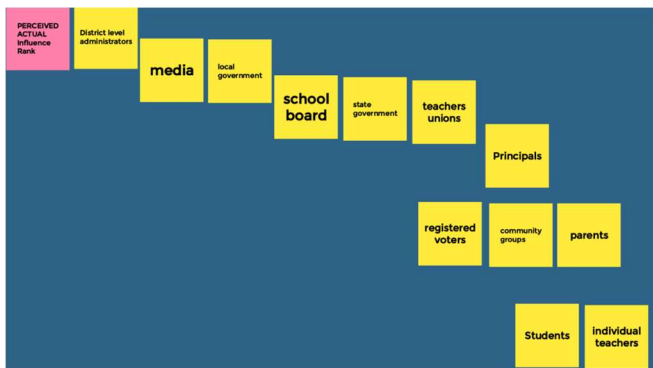 PERCEIVED
ACTUAL
Influence
Rank
District level
administrators
media
local
government
school
board
state
government
teachers
unions
Principals
registered
voters
community
groups
parents
Students
individual
teachers